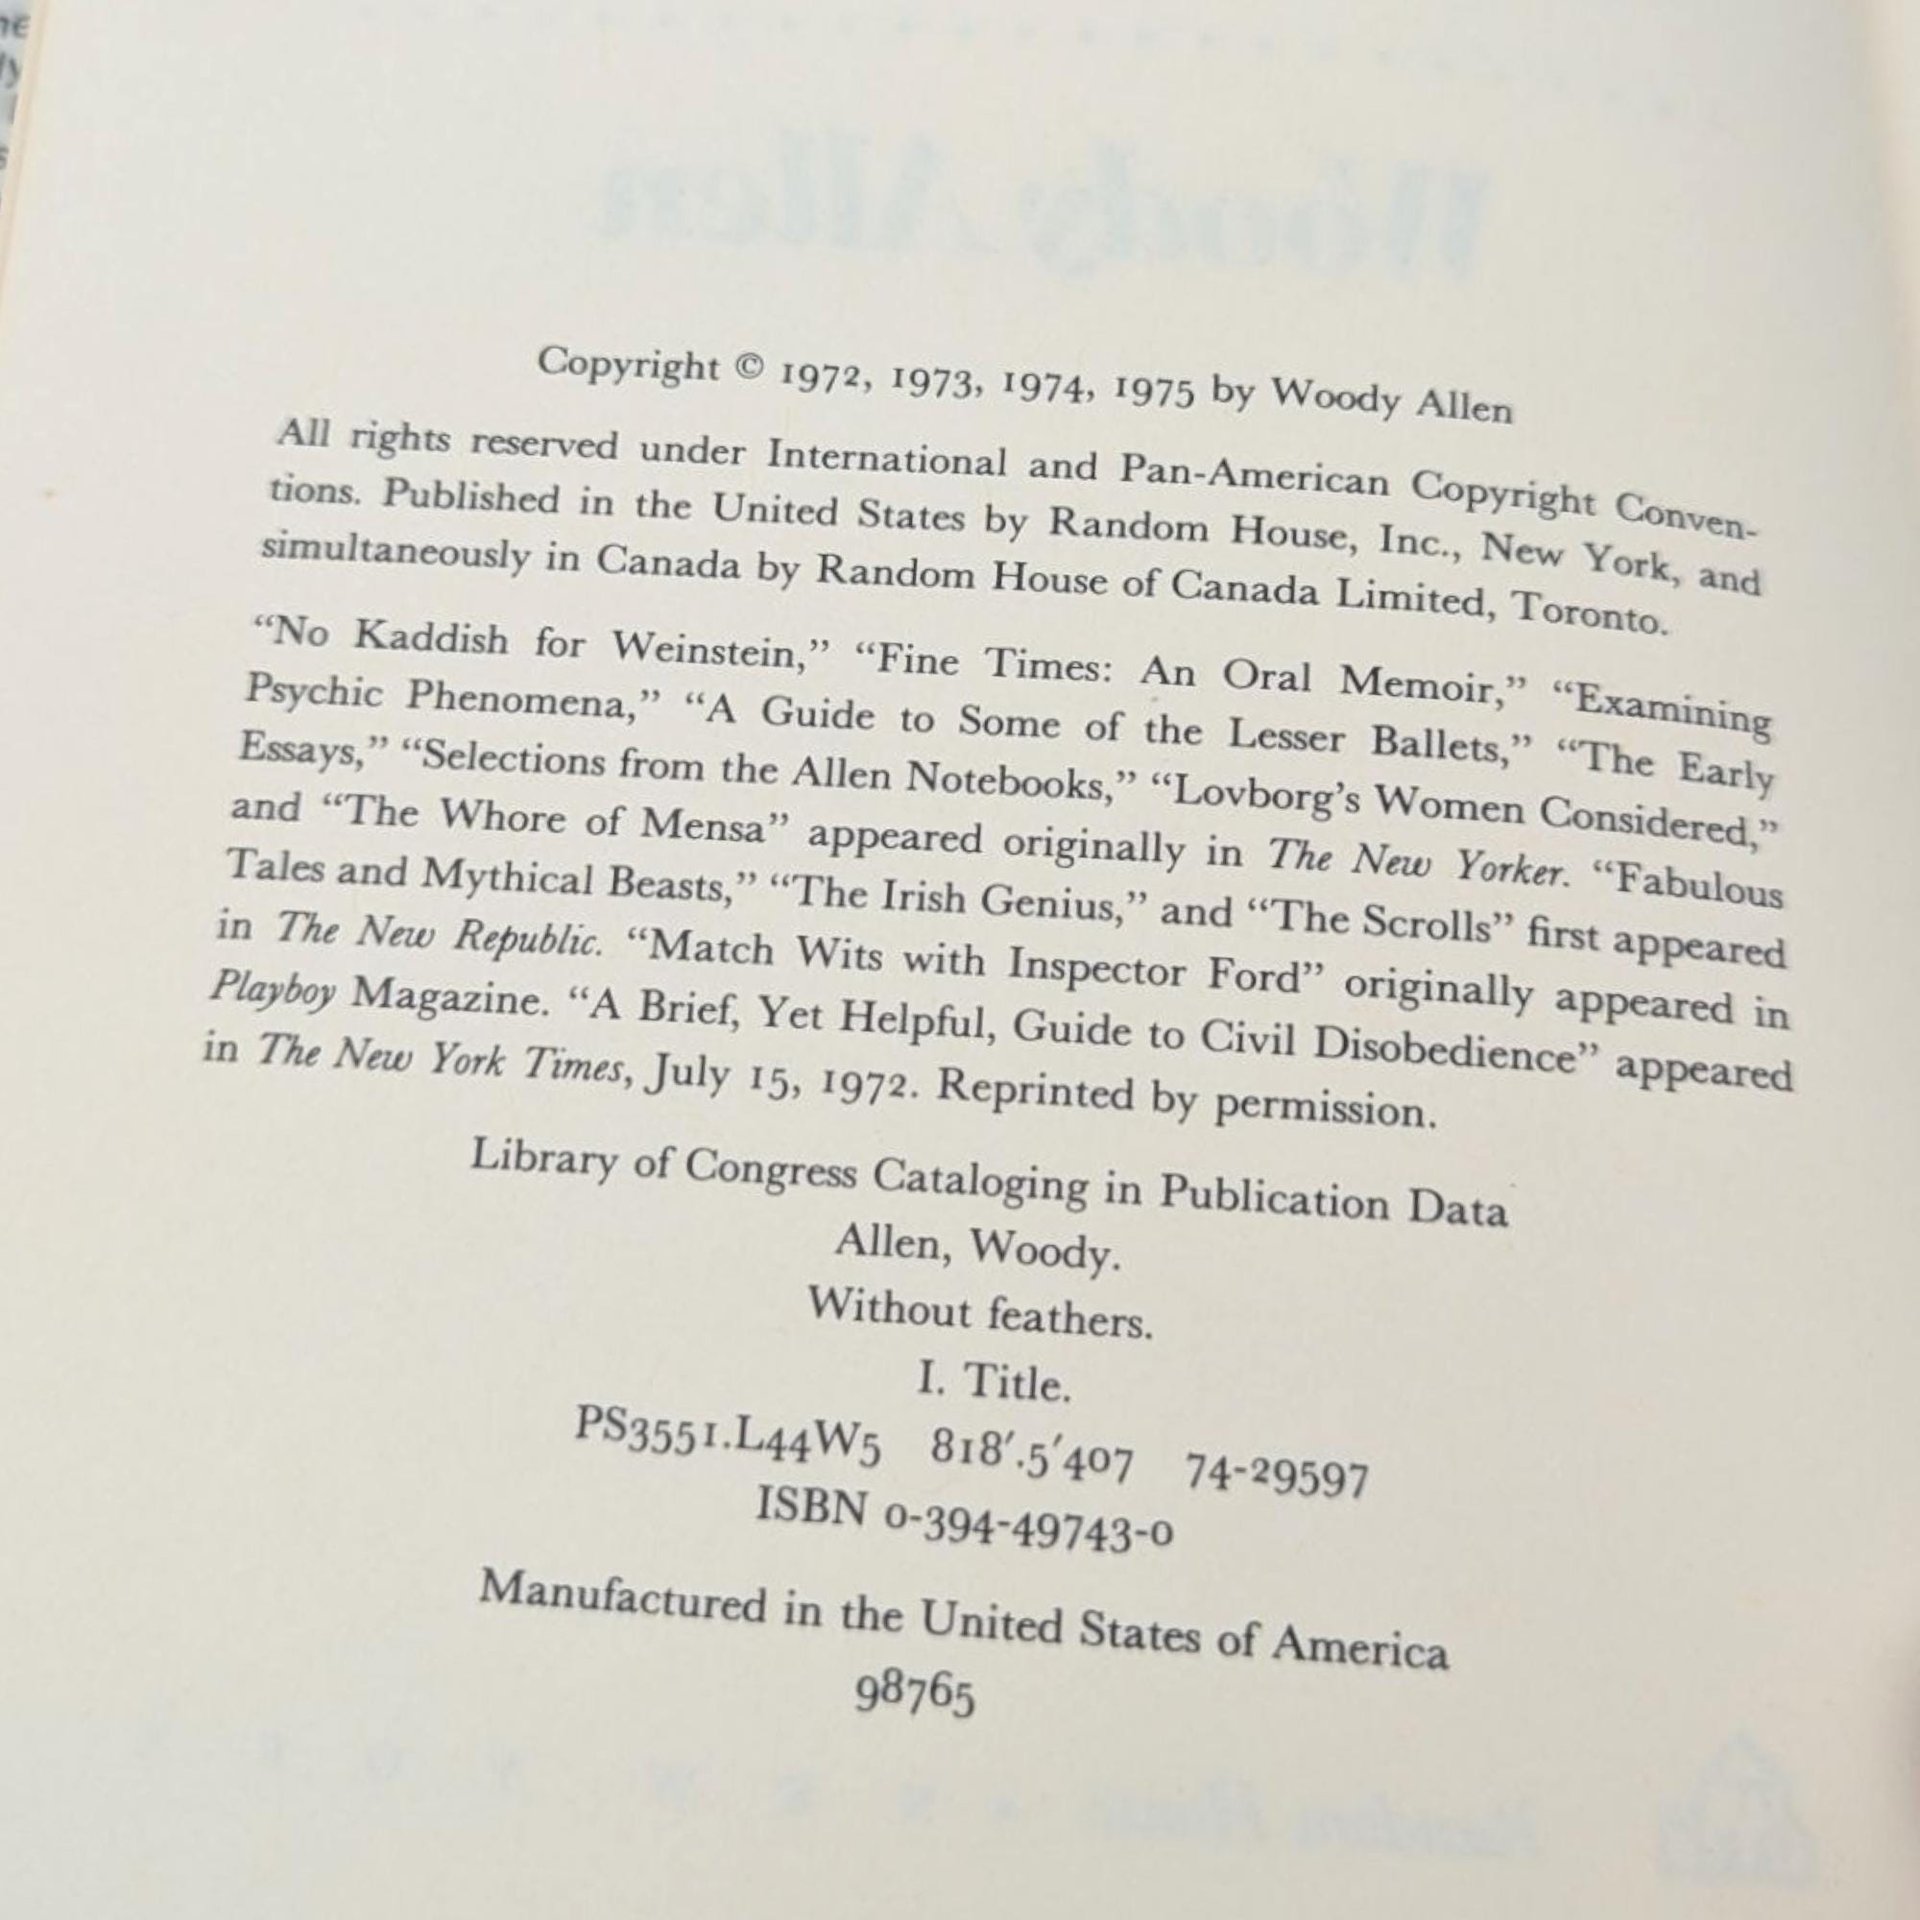 Copyright © 1972, 1973, 1974, 1975 by Woody Allen
All rights reserved under International and Pan-American Copyright Conven-
tions. Published in the United States by Random House, Inc., New York, and
simultaneously in Canada by Random House of Canada Limited, Toronto.
“No Kaddish for Weinstein,” “Fine Times: An Oral Memoir,” “Examining
Psychic Phenomena,” “A Guide to Some of the Lesser Ballets,” “The Early
Essays,” “Selections from the Allen Notebooks,” “Lovborg’s Women Considered,”
and “The Whore of Mensa” appeared originally in The New Yorker. “Fabulous
Tales and Mythical Beasts,” “The Irish Genius,” and “The Scrolls” first appeared
in The New Republic. “Match Wits with Inspector Ford” originally appeared in
Playboy Magazine. “A Brief, Yet Helpful, Guide to Civil Disobedience” appeared
in The New York Times, July 15, 1972. Reprinted by permission.
Library of Congress Cataloging in Publication Data
Allen, Woody.
Without feathers.
I. Title.
PS3551.L44W5 818′.5′407 74-29597
ISBN 0-394-49743-0
Manufactured in the United States of America
98765